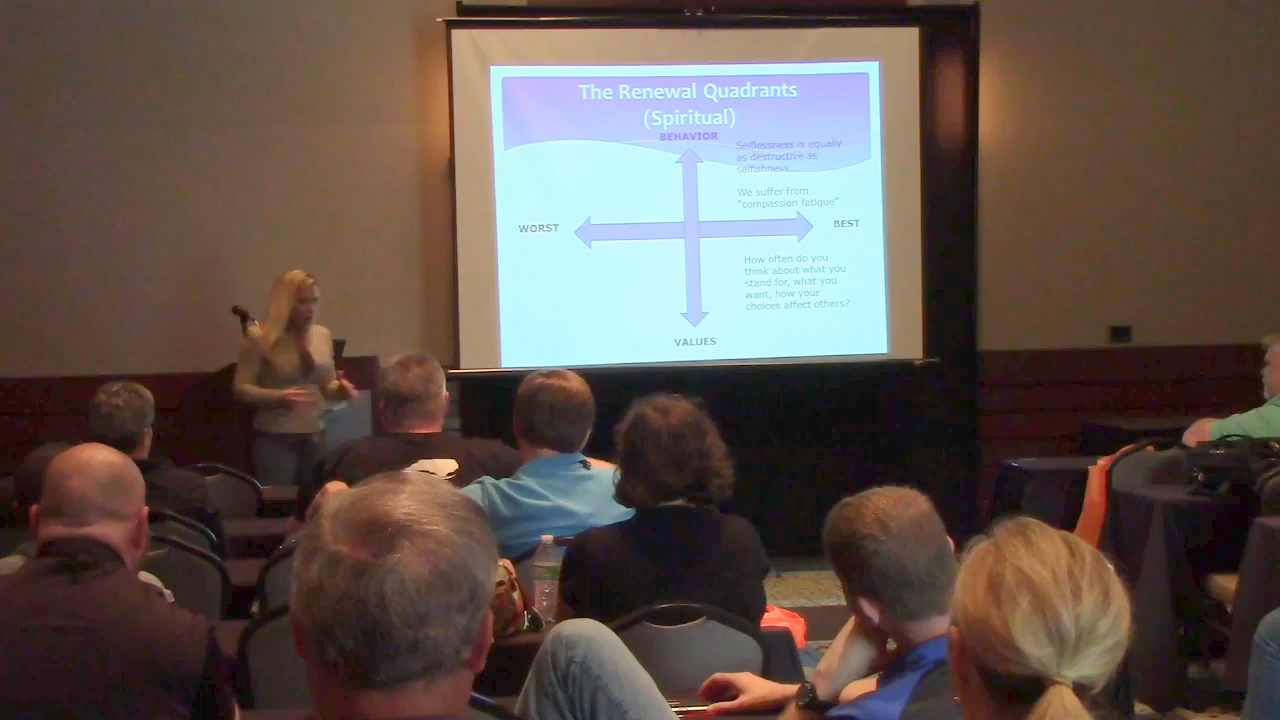 The Renewal Quadrants
(Spiritual)
BEHAVIOR
Selflessness is equally
as destructive as
selfishness...
We suffer from
"compassion fatigue"
WORST
BEST
How often do you
think about what you
stand for, what you
want, how your
choices affect others?
VALUES